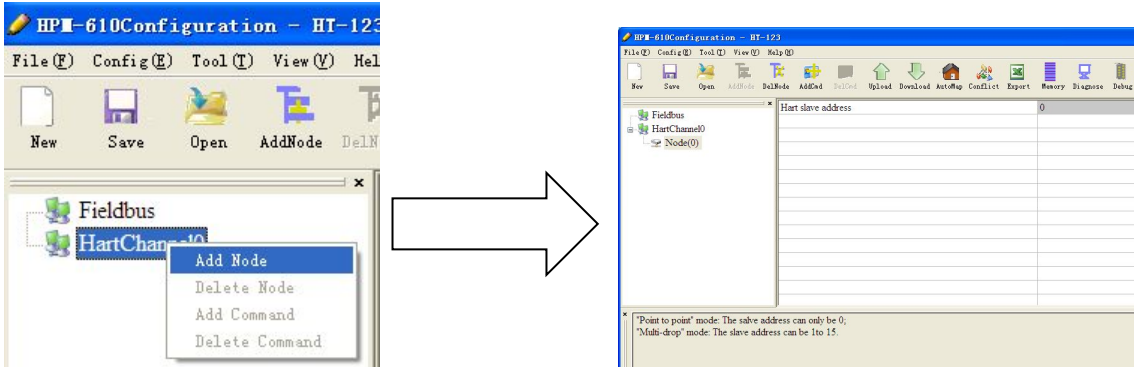 HPM-610Configuration - HT-123
File(F) Config(E) Tool(T) View(V) Hel
New Save Open AddNode DelN
Fieldbus
HartChannel0
Add Node
Delete Node
Add Command
Delete Command
HPM-610Configuration - HT-123
File(F) Config(E) Tool(T) View(V) Help(H)
New Save Open AddNode DelNode AddCmd DelCmd Upload Download AutoMap Conflict Export Memory Diagnose Debug
Fieldbus
HartChannel0
Node(0)
Hart slave address 0
"Point to point" mode: The salve address can only be 0;
"Multi-drop" mode: The slave address can be 1to 15.